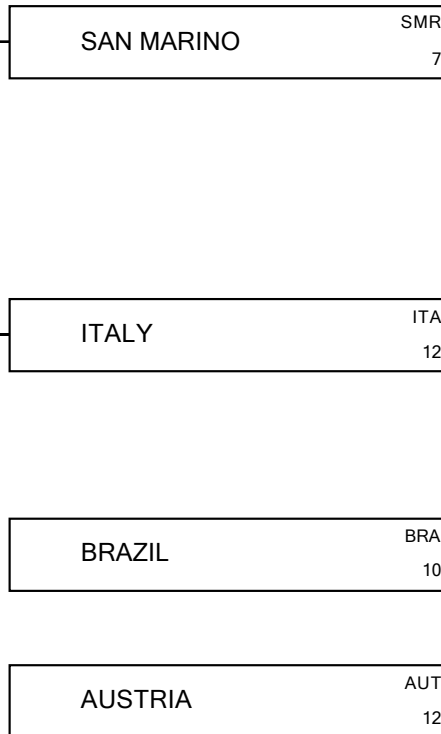 SAN MARINO SMR
7
ITALY ITA
12
BRAZIL BRA
10
AUSTRIA AUT
12